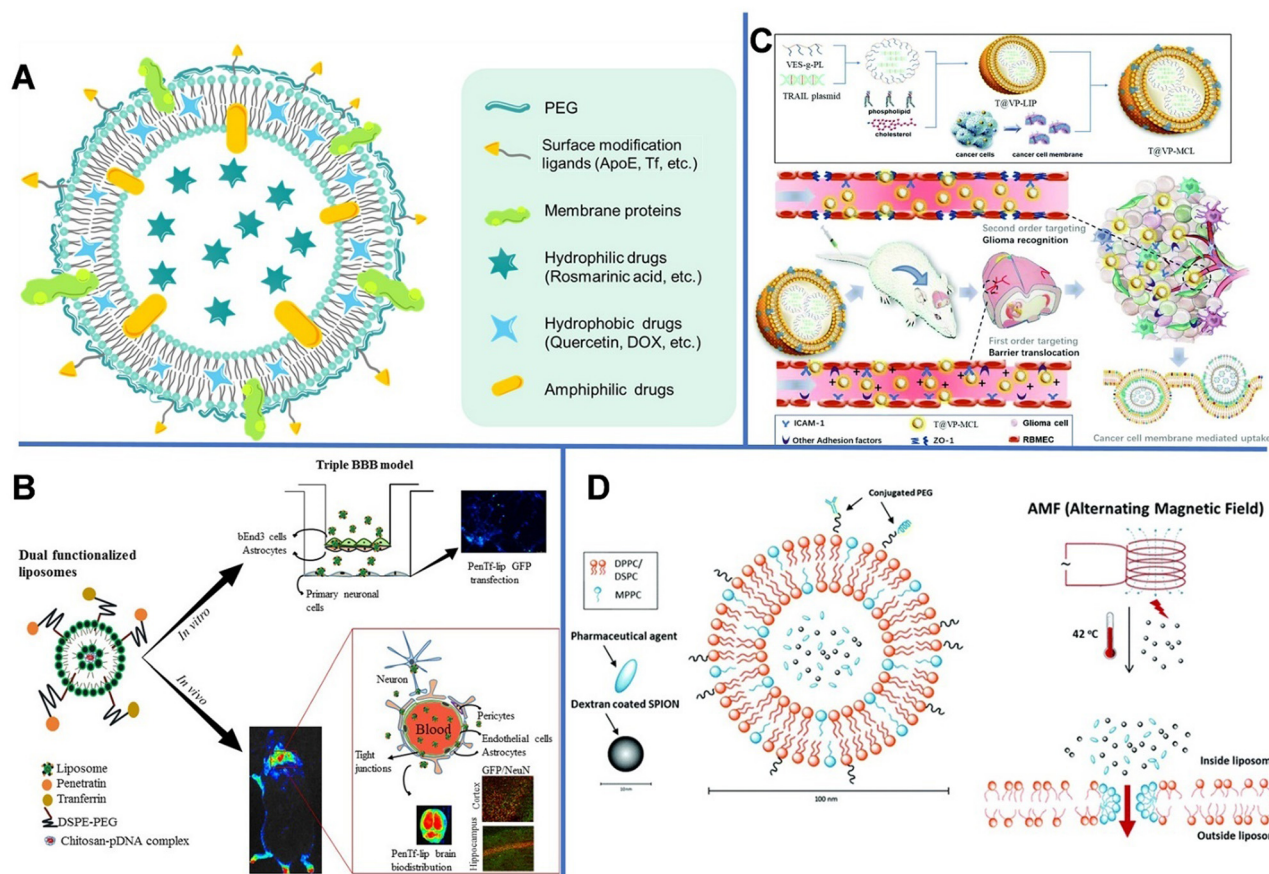 A
PEG
Surface modification
ligands (ApoE, Tf, etc.)
Membrane proteins
Hydrophilic drugs
(Rosmarinic acid, etc.)
Hydrophobic drugs
(Quercetin, DOX, etc.)
Amphiphilic drugs
C
VES-g-PL
TRAIL plasmid
phospholipid
cholesterol
T@VP-LIP
cancer cells
cancer cell membrane
T@VP-MCL
Second order targeting
Glioma recognition
First order targeting
Barrier translocation
ICAM-1
T@VP-MCL
Glioma cell
Other Adhesion factors
ZO-1
RBMEC
Cancer cell membrane mediated uptake
B
Triple BBB model
bEnd3 cells
Astrocytes
Primary neuronal
cells
PenTf-lip GFP
transfection
Dual functionalized
liposomes
In vitro
In vivo
Liposome
Penetratin
Tranferrin
DSPE-PEG
Chitosan-pDNA complex
Neuron
Blood
Pericytes
Endothelial cells
Astrocytes
Tight
junctions
GFP/NeuN
Cortex
Hippocampus
PenTf-lip brain
biodistribution
D
Conjugated PEG
DPPC/
DSPC
MPPC
Pharmaceutical agent
Dextran coated SPION
10nm
100 nm
AMF (Alternating Magnetic Field)
~
42 °C
Inside liposom
Outside liposom